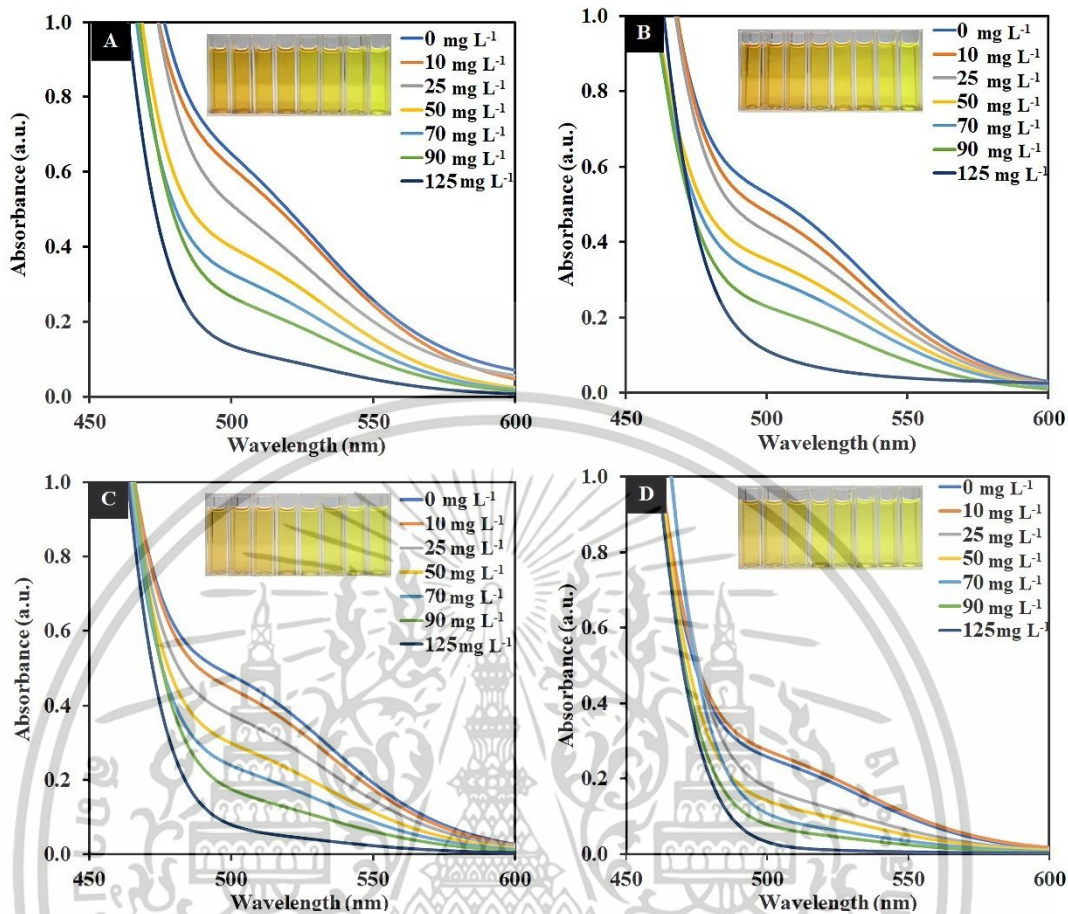 A
1.0
0.8
0.6
0.4
0.2
0.0
450
500
550
600
Absorbance (a.u.)
Wavelength (nm)
0 mg L⁻¹
10 mg L⁻¹
25 mg L⁻¹
50 mg L⁻¹
70 mg L⁻¹
90 mg L⁻¹
125 mg L⁻¹
B
1.0
0.8
0.6
0.4
0.2
0.0
450
500
550
600
Absorbance (a.u.)
Wavelength (nm)
0 mg L⁻¹
10 mg L⁻¹
25 mg L⁻¹
50 mg L⁻¹
70 mg L⁻¹
90 mg L⁻¹
125 mg L⁻¹
C
1.0
0.8
0.6
0.4
0.2
0.0
450
500
550
600
Absorbance (a.u.)
Wavelength (nm)
0 mg L⁻¹
10 mg L⁻¹
25 mg L⁻¹
50 mg L⁻¹
70 mg L⁻¹
90 mg L⁻¹
125 mg L⁻¹
D
1.0
0.8
0.6
0.4
0.2
0.0
450
500
550
600
Absorbance (a.u.)
Wavelength (nm)
0 mg L⁻¹
10 mg L⁻¹
25 mg L⁻¹
50 mg L⁻¹
70 mg L⁻¹
90 mg L⁻¹
125 mg L⁻¹